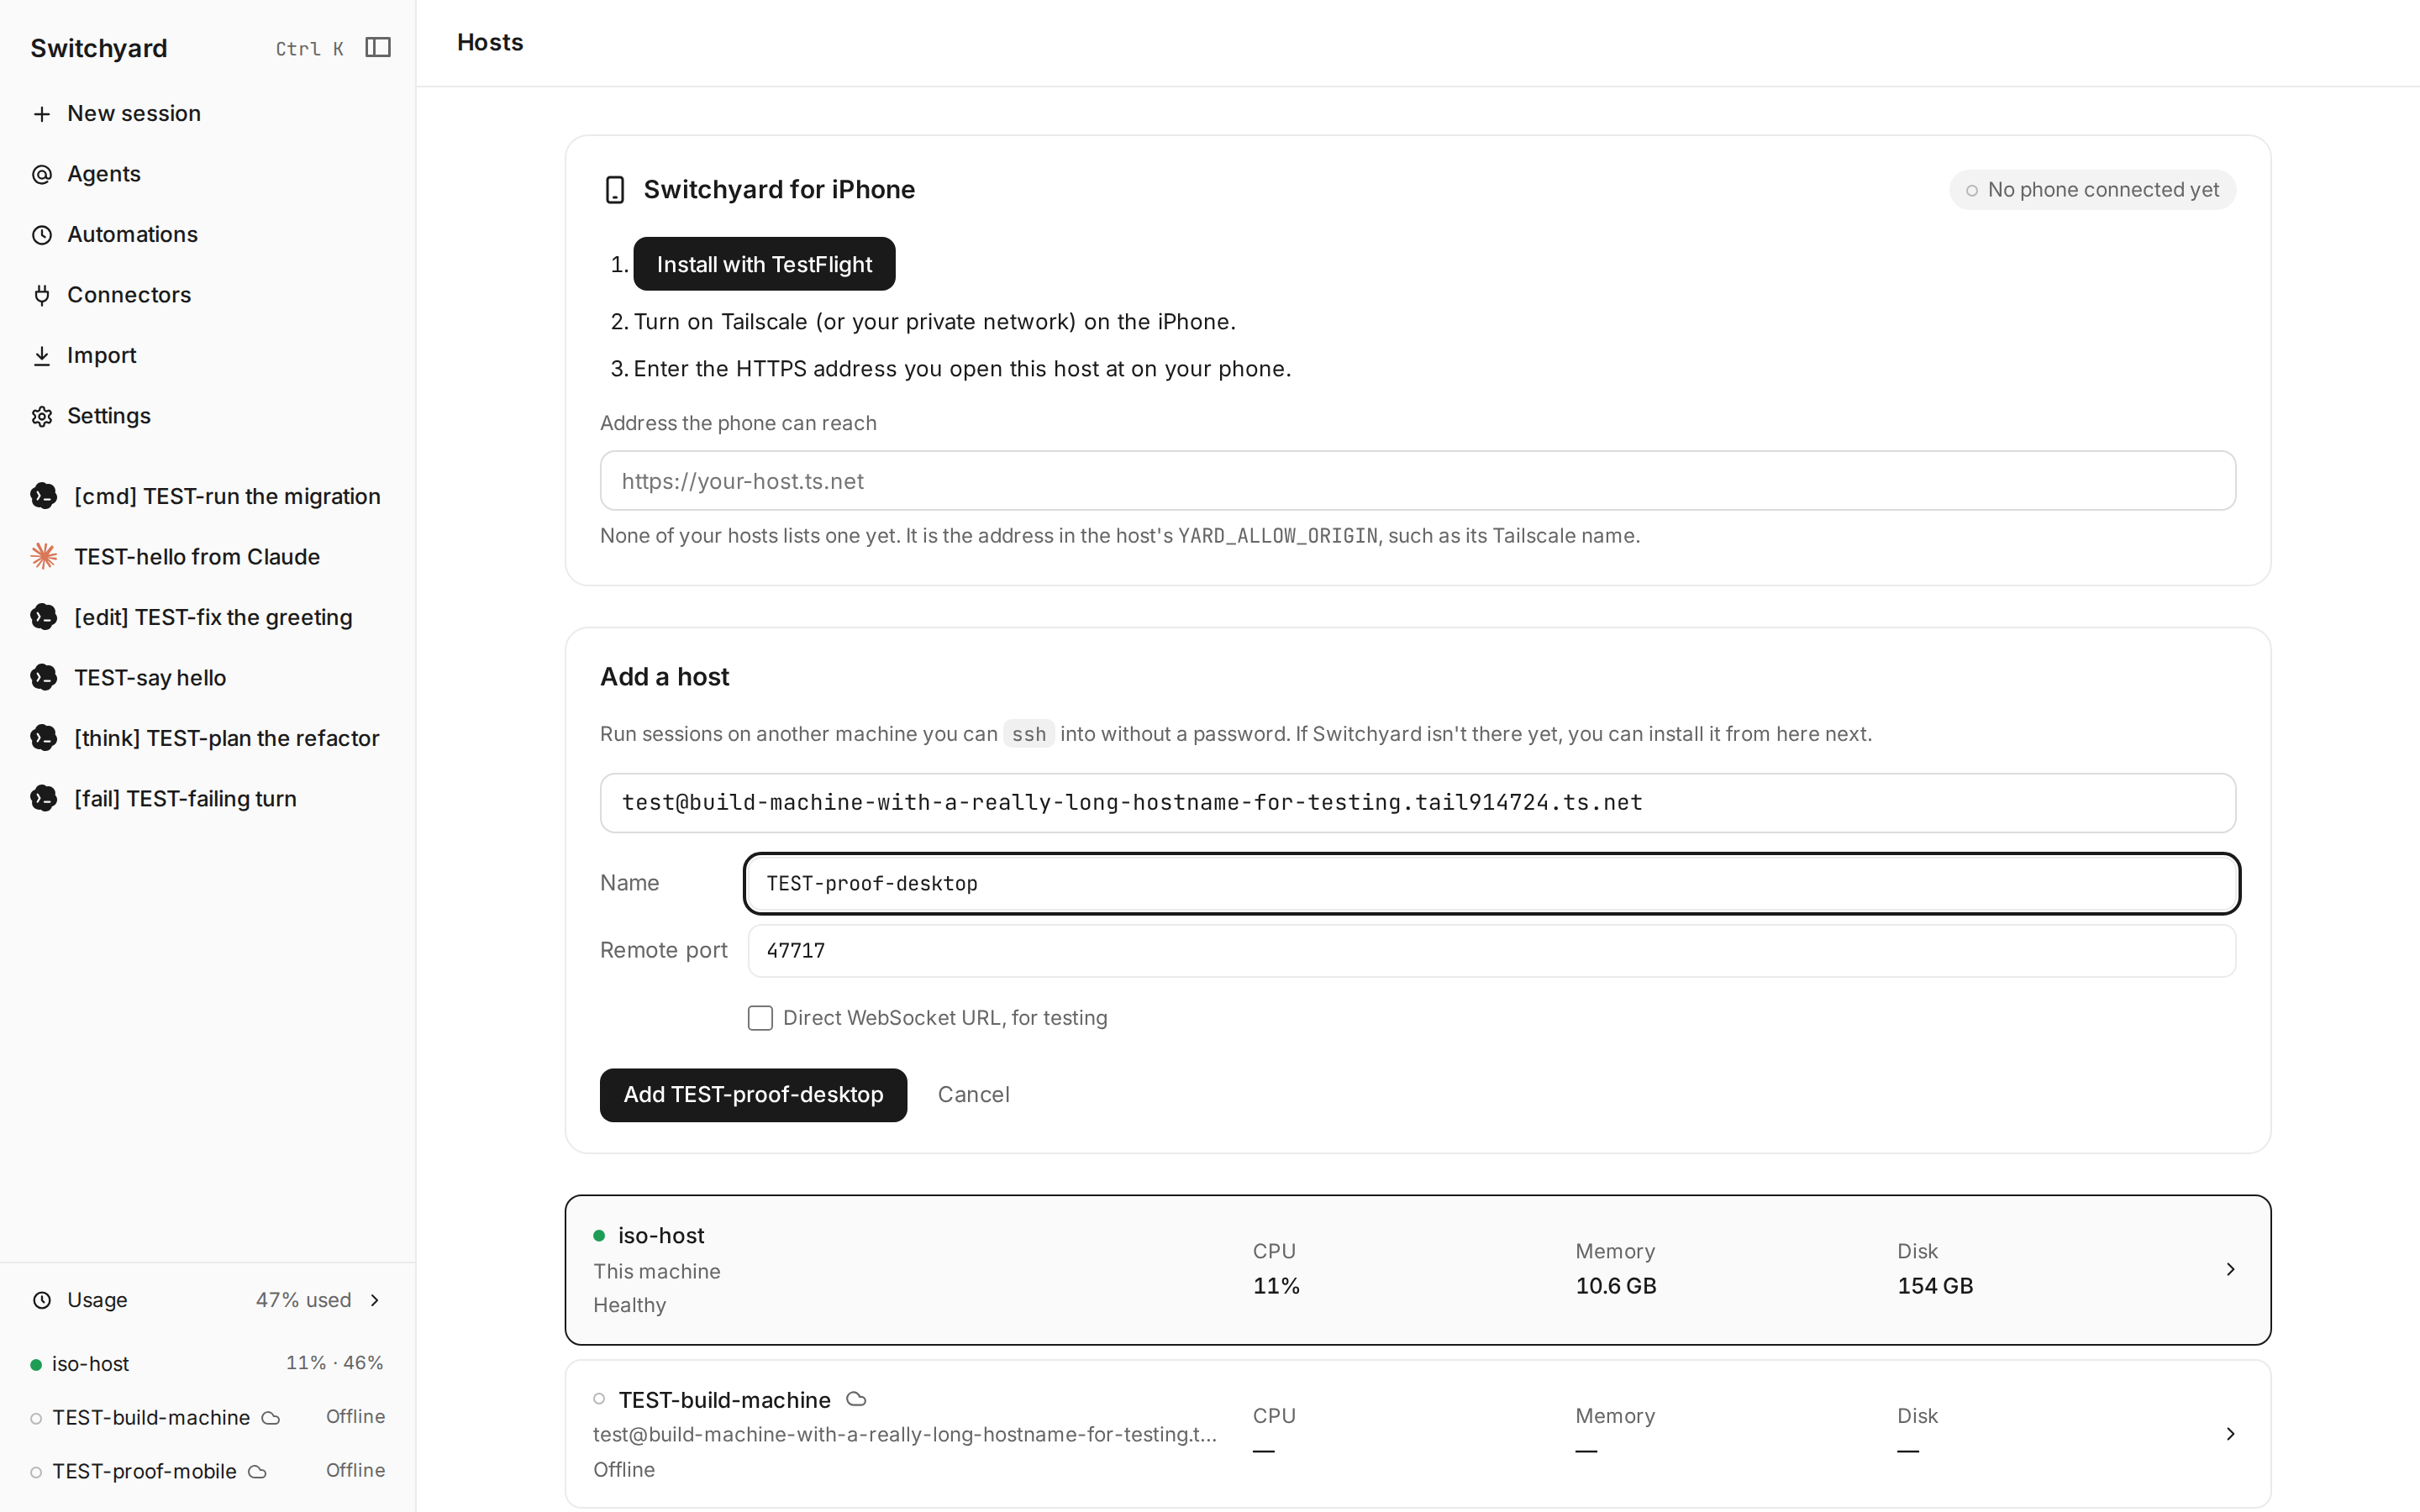 Switchyard
Ctrl K
New session
Agents
Automations
Connectors
Import
Settings
[cmd] TEST-run the migration
TEST-hello from Claude
[edit] TEST-fix the greeting
TEST-say hello
[think] TEST-plan the refactor
[fail] TEST-failing turn
Usage 47% used
iso-host 11% · 46%
TEST-build-machine Offline
TEST-proof-mobile Offline
Hosts
Switchyard for iPhone
No phone connected yet
1. Install with TestFlight
2. Turn on Tailscale (or your private network) on the iPhone.
3. Enter the HTTPS address you open this host at on your phone.
Address the phone can reach
https://your-host.ts.net
None of your hosts lists one yet. It is the address in the host's YARD_ALLOW_ORIGIN, such as its Tailscale name.
Add a host
Run sessions on another machine you can ssh into without a password. If Switchyard isn't there yet, you can install it from here next.
test@build-machine-with-a-really-long-hostname-for-testing.tail914724.ts.net
Name TEST-proof-desktop
Remote port 47717
Direct WebSocket URL, for testing
Add TEST-proof-desktop Cancel
iso-host
This machine
Healthy
CPU
11%
Memory
10.6 GB
Disk
154 GB
TEST-build-machine
test@build-machine-with-a-really-long-hostname-for-testing.t...
Offline
CPU
—
Memory
—
Disk
—